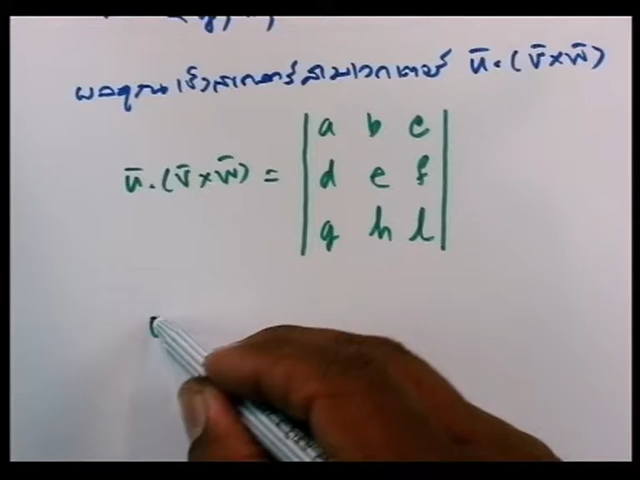 ผลคูณเชิงสเกลาร์สามเวกเตอร์ ū·(v̄×w̄)
ū·(v̄×w̄) = | a b c |
| d e f |
| g h l |